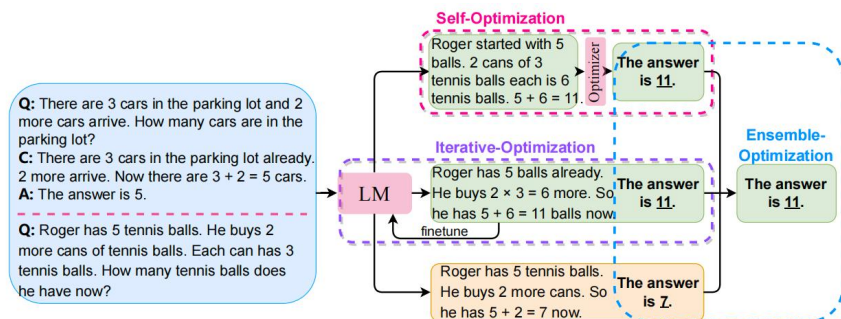 Q: There are 3 cars in the parking lot and 2
more cars arrive. How many cars are in the
parking lot?
C: There are 3 cars in the parking lot already.
2 more arrive. Now there are 3 + 2 = 5 cars.
A: The answer is 5.
Q: Roger has 5 tennis balls. He buys 2
more cans of tennis balls. Each can has 3
tennis balls. How many tennis balls does
he have now?
LM
finetune
Self-Optimization
Roger started with 5
balls. 2 cans of 3
tennis balls each is 6
tennis balls. 5 + 6 = 11.
Optimizer
The answer
is 11.
Iterative-Optimization
Roger has 5 balls already.
He buys 2 × 3 = 6 more. So
he has 5 + 6 = 11 balls now
The answer
is 11.
Roger has 5 tennis balls.
He buys 2 more cans. So
he has 5 + 2 = 7 now.
The answer
is 7.
Ensemble-
Optimization
The answer
is 11.